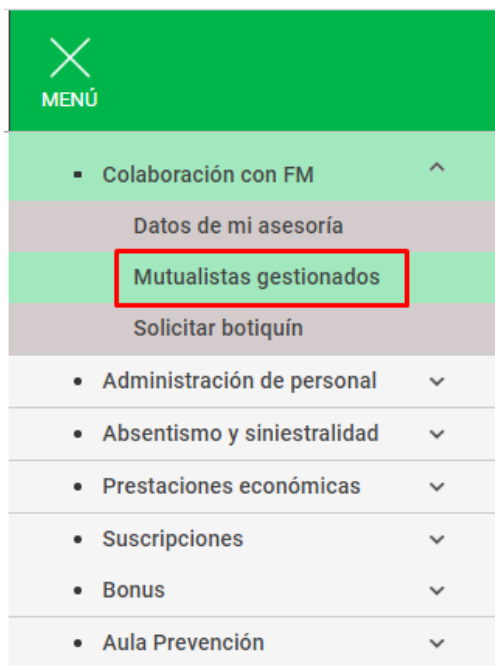 MENÚ
Colaboración con FM
Datos de mi asesoría
Mutualistas gestionados
Solicitar botiquín
Administración de personal
Absentismo y siniestralidad
Prestaciones económicas
Suscripciones
Bonus
Aula Prevención